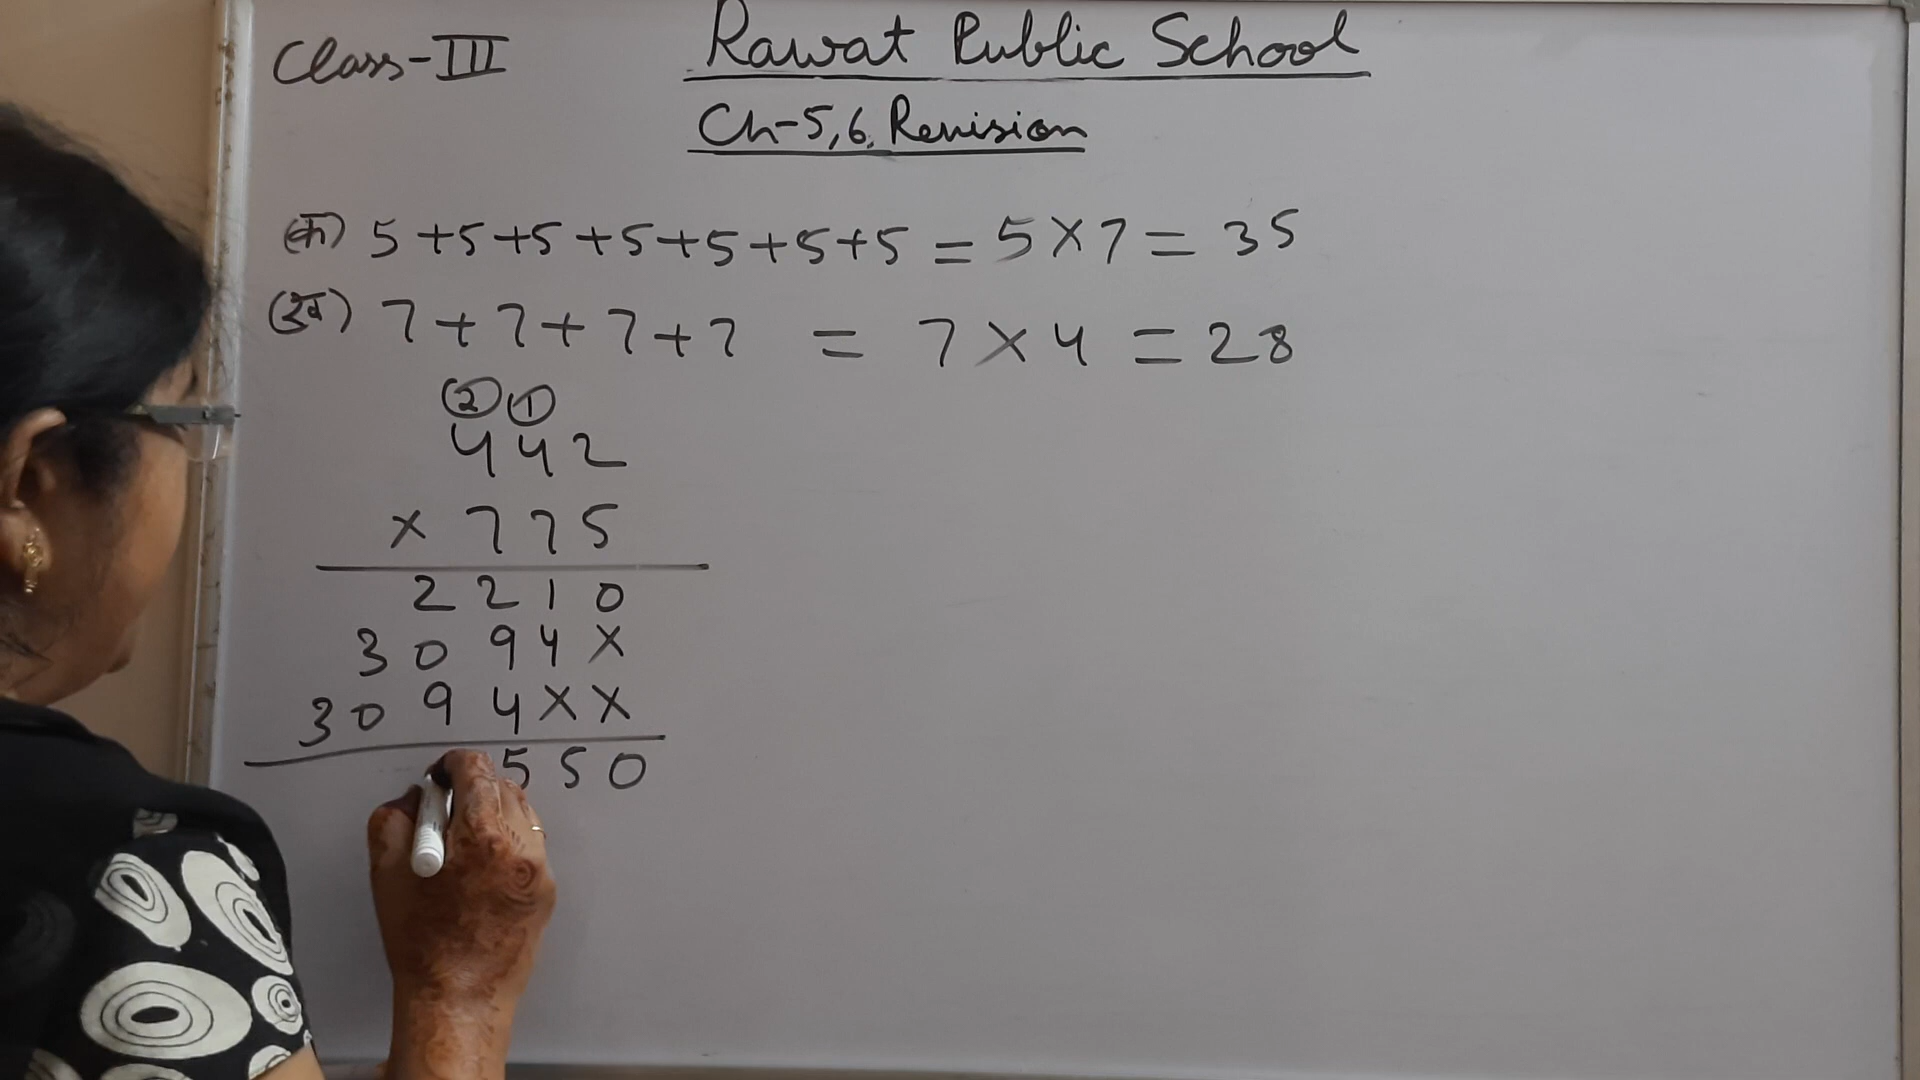 Class-III
Rawat Public School
Ch-5,6, Revision
(क) 5+5+5+5+5+5+5 = 5×7 = 35
(ख) 7+7+7+7 = 7×4 = 28
② ①
442
× 775
2210
3094×
3094××
550